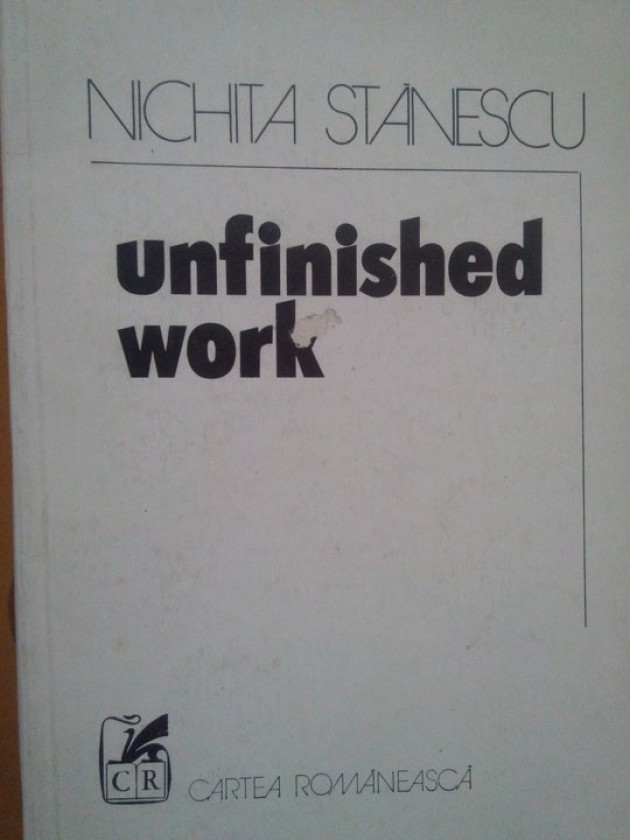 NICHITA STĂNESCU
unfinished
work
CR
CARTEA ROMÂNEASCĂ